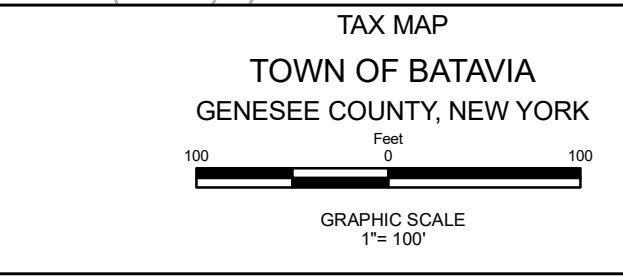 TAX MAP
TOWN OF BATAVIA
GENESEE COUNTY, NEW YORK
Feet
100 0 100
GRAPHIC SCALE
1"= 100'